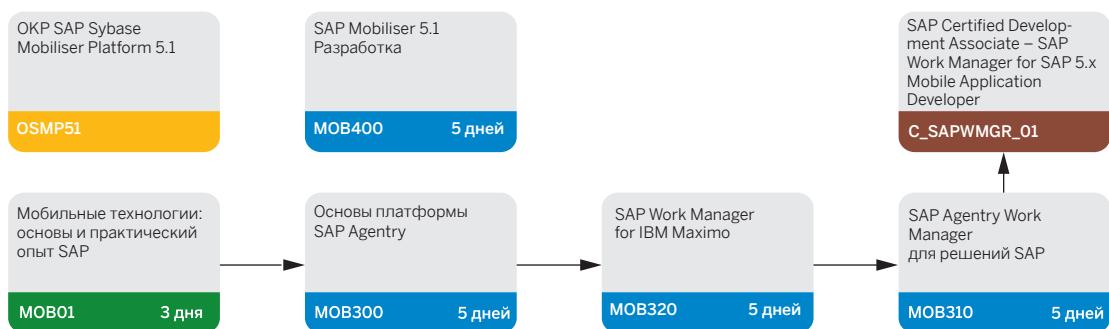 OKP SAP Sybase
Mobiliser Platform 5.1
OSMP51
SAP Mobiliser 5.1
Разработка
MOB400 5 дней
SAP Certified Develop-
ment Associate – SAP
Work Manager for SAP 5.x
Mobile Application
Developer
C_SAPWMGR_01
Мобильные технологии:
основы и практический
опыт SAP
MOB01 3 дня
Основы платформы
SAP Agentry
MOB300 5 дней
SAP Work Manager
for IBM Maximo
MOB320 5 дней
SAP Agentry Work
Manager
для решений SAP
MOB310 5 дней